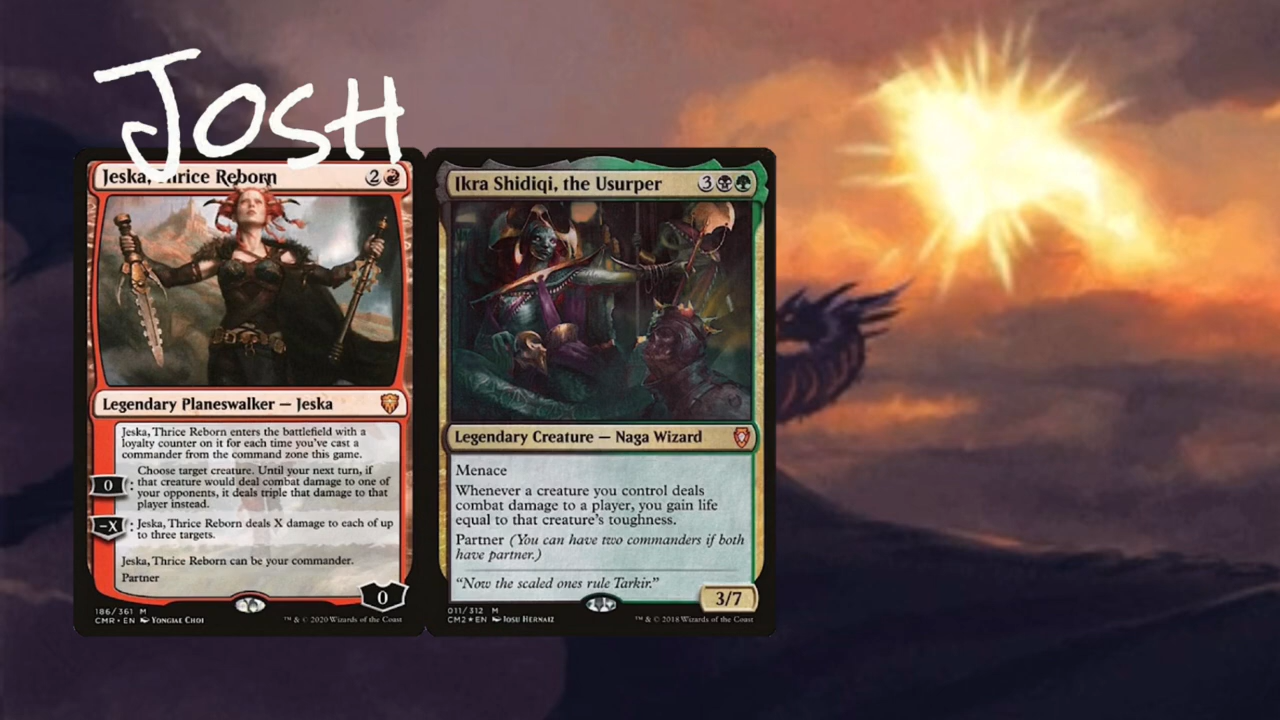 JOSH
Jeska, Thrice Reborn 2
Legendary Planeswalker — Jeska
Jeska, Thrice Reborn enters the battlefield with a
loyalty counter on it for each time you've cast a
commander from the command zone this game.
0 : Choose target creature. Until your next turn, if
that creature would deal combat damage to one of
your opponents, it deals triple that damage to that
player instead.
-X : Jeska, Thrice Reborn deals X damage to each of up
to three targets.
Jeska, Thrice Reborn can be your commander.
Partner
0
186/361 M
CMR • EN YONGJAE CHOI
™ & © 2020 Wizards of the Coast
Ikra Shidiqi, the Usurper 3
Legendary Creature — Naga Wizard
Menace
Whenever a creature you control deals
combat damage to a player, you gain life
equal to that creature's toughness.
Partner (You can have two commanders if both
have partner.)
"Now the scaled ones rule Tarkir."
3/7
011/312 M
CM2 ★ EN IOSU HERNAIZ
™ & © 2018 Wizards of the Coast